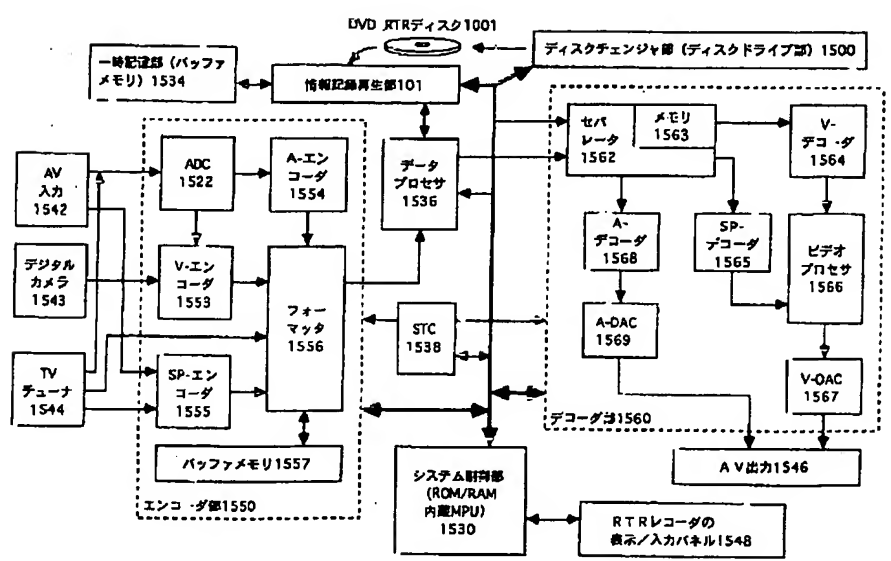 DVD RTRディスク1001
ディスクチェンジャ部（ディスクドライブ部）1500
一時記憶部（バッファ
メモリ）1534
情報記録再生部101
AV
入力
1542
デジタル
カメラ
1543
TV
チューナ
1544
ADC
1522
A-エン
コーダ
1554
V-エン
コーダ
1553
SP-エン
コーダ
1555
フォー
マッタ
1556
バッファメモリ1557
エンコーダ部1550
データ
プロセサ
1536
STC
1538
システム制御部
(ROM/RAM
内蔵MPU)
1530
RTRレコーダの
表示／入力パネル1548
セパ
レータ
1562
メモリ
1563
V-
デコーダ
1564
A-
デコーダ
1568
SP-
デコーダ
1565
ビデオ
プロセサ
1566
A-DAC
1569
V-DAC
1567
デコーダ部1560
AV出力1546